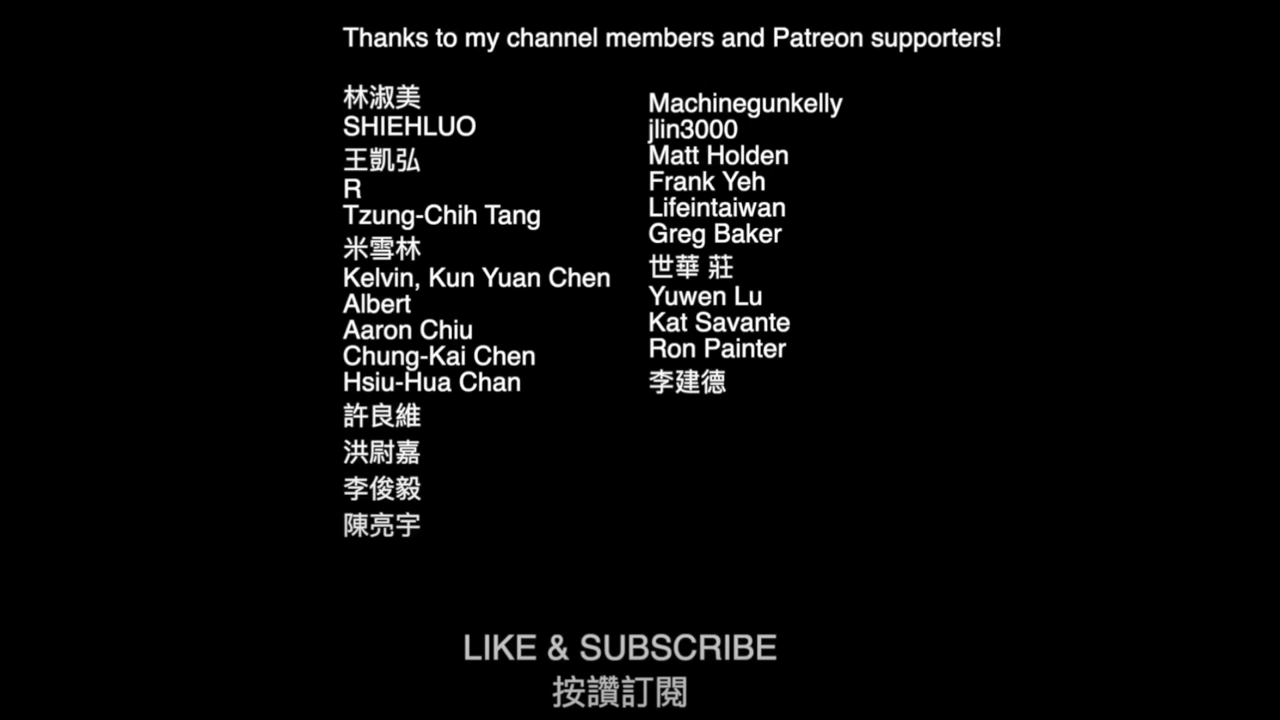 Thanks to my channel members and Patreon supporters!
林淑美
SHIEHLUO
王凱弘
R
Tzung-Chih Tang
米雪林
Kelvin, Kun Yuan Chen
Albert
Aaron Chiu
Chung-Kai Chen
Hsiu-Hua Chan
許良維
洪尉嘉
李俊毅
陳亮宇
Machinegunkelly
jlin3000
Matt Holden
Frank Yeh
Lifeintaiwan
Greg Baker
世華 莊
Yuwen Lu
Kat Savante
Ron Painter
李建德
LIKE & SUBSCRIBE
按讚訂閱